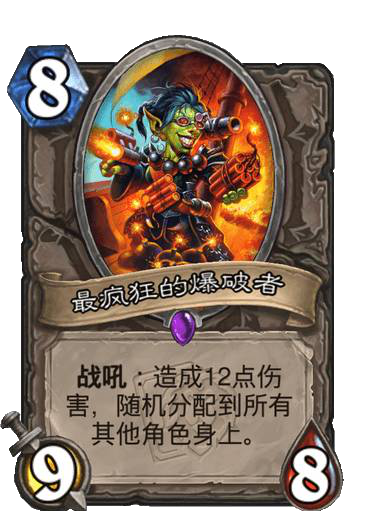 8
最疯狂的爆破者
战吼：造成12点伤
害，随机分配到所有
其他角色身上。
9
8